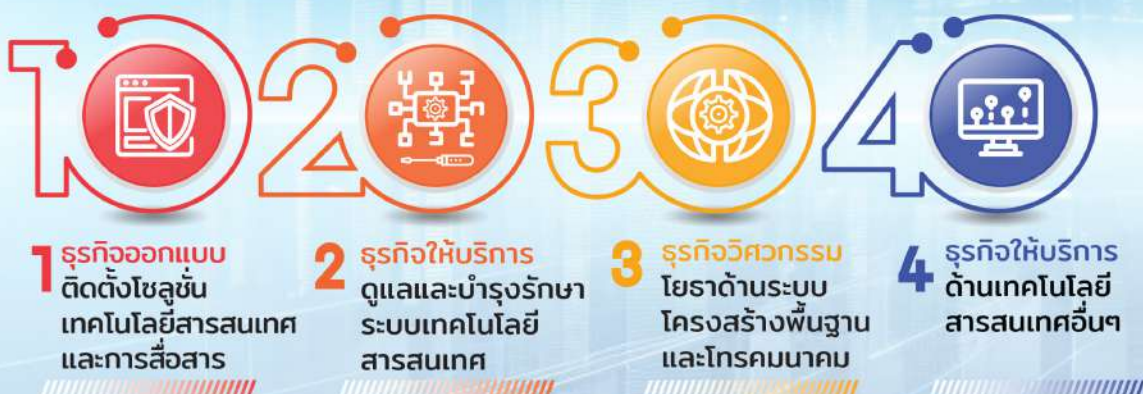 1
2
3
4
1 ธุรกิจออกแบบ
ติดตั้งโซลูชั่น
เทคโนโลยีสารสนเทศ
และการสื่อสาร
2 ธุรกิจให้บริการ
ดูแลและบำรุงรักษา
ระบบเทคโนโลยี
สารสนเทศ
3 ธุรกิจวิศวกรรม
โยธาด้านระบบ
โครงสร้างพื้นฐาน
และโทรคมนาคม
4 ธุรกิจให้บริการ
ด้านเทคโนโลยี
สารสนเทศอื่นๆ